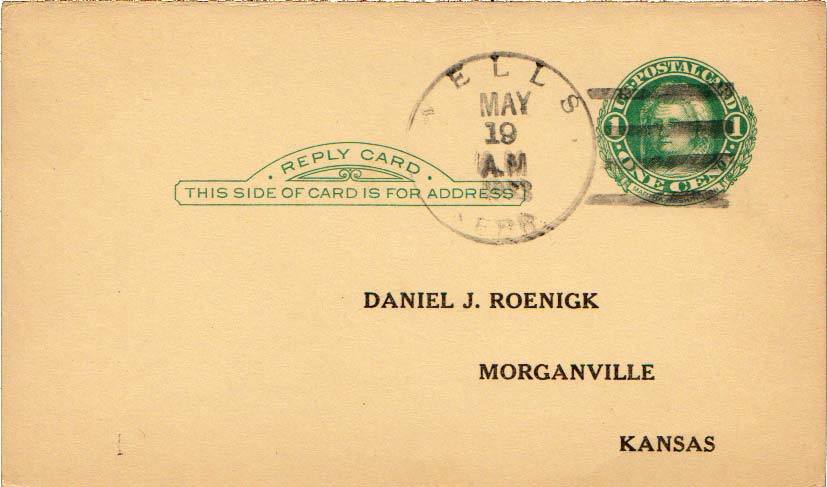 ELLS
MAY
19
A.M
U.S. POSTAL CARD
1 1
ONE CENT
REPLY CARD
THIS SIDE OF CARD IS FOR ADDRESS
DANIEL J. ROENIGK
MORGANVILLE
KANSAS